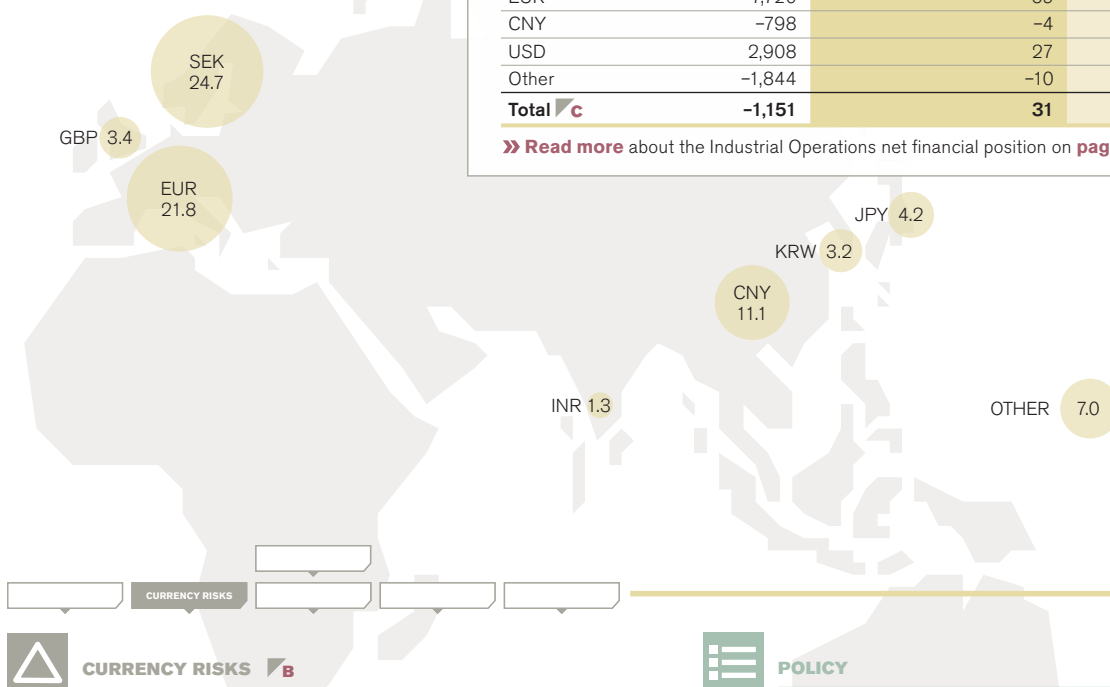 CNY –798 –4
USD 2,908 27
Other –1,844 –10
Total C –1,151 31
Read more about the Industrial Operations net financial position on pag
SEK
24.7
GBP 3.4
EUR
21.8
JPY 4.2
KRW 3.2
CNY
11.1
INR 1.3
OTHER 7.0
CURRENCY RISKS
CURRENCY RISKS B
POLICY